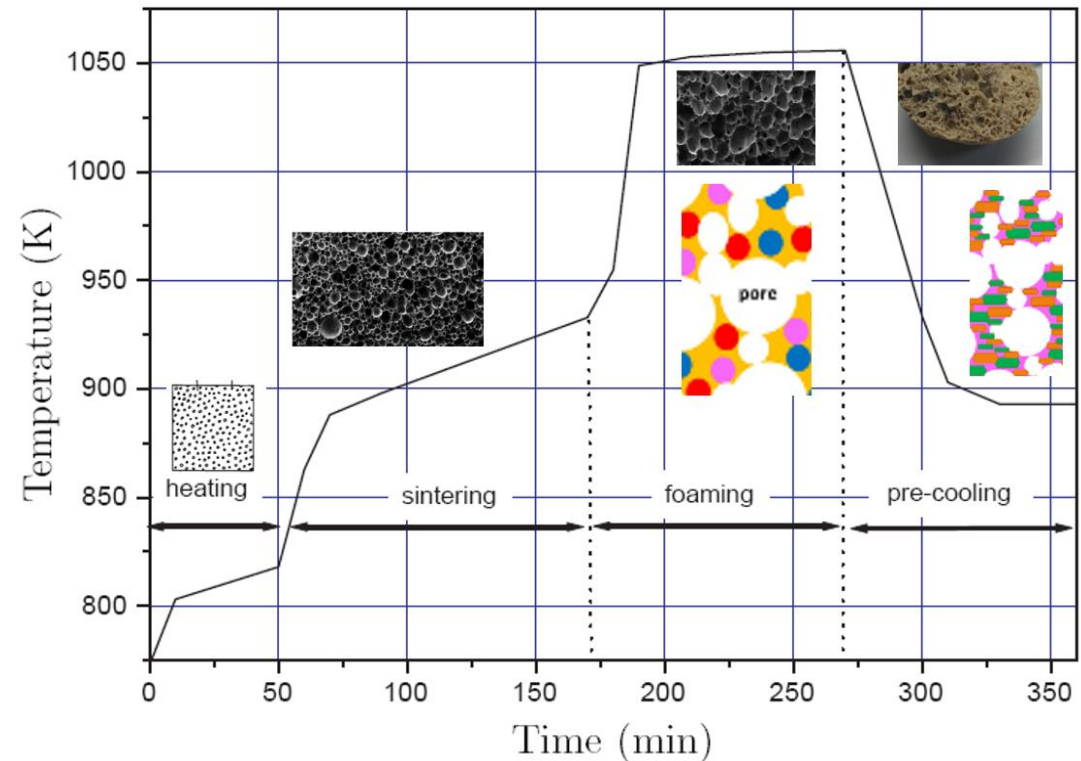 1050
1000
950
900
850
800
Temperature (K)
pore
heating
sintering
foaming
pre-cooling
0 50 100 150 200 250 300 350
Time (min)